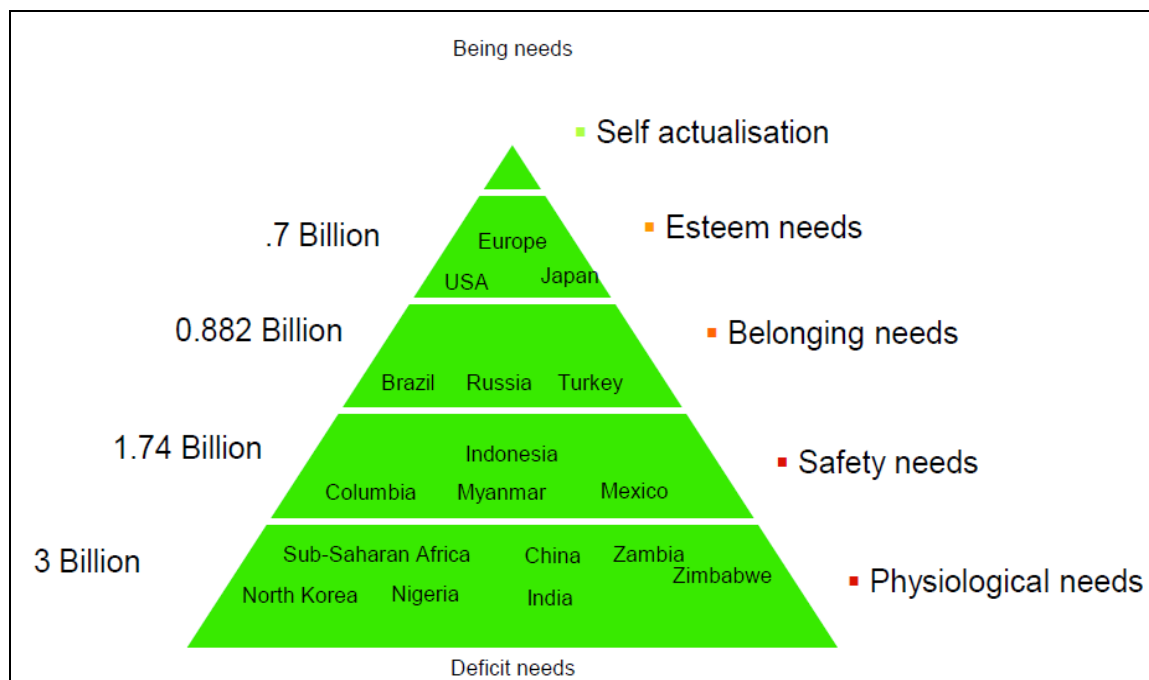 Being needs
Self actualisation
.7 Billion
Esteem needs
Europe
USA
Japan
0.882 Billion
Belonging needs
Brazil Russia Turkey
1.74 Billion
Safety needs
Indonesia
Columbia Myanmar Mexico
3 Billion
Sub-Saharan Africa China Zambia
Zimbabwe
Physiological needs
North Korea Nigeria India
Deficit needs